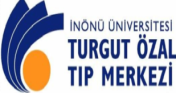 İNÖNÜ ÜNİVERSİTESİ
TURGUT ÖZAL
TIP MERKEZİ